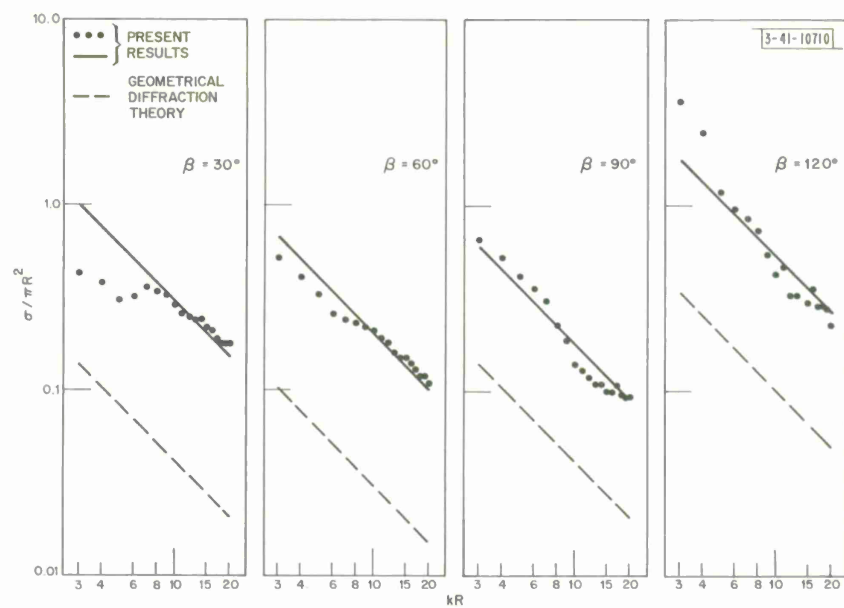 10.0
PRESENT
RESULTS
GEOMETRICAL
DIFFRACTION
THEORY
3-41-10710
β = 30°
β = 60°
β = 90°
β = 120°
1.0
σ/πR²
0.1
0.01
3 4 6 8 10 15 20
3 4 6 8 10 15 20
3 4 6 8 10 15 20
3 4 6 8 10 15 20
kR